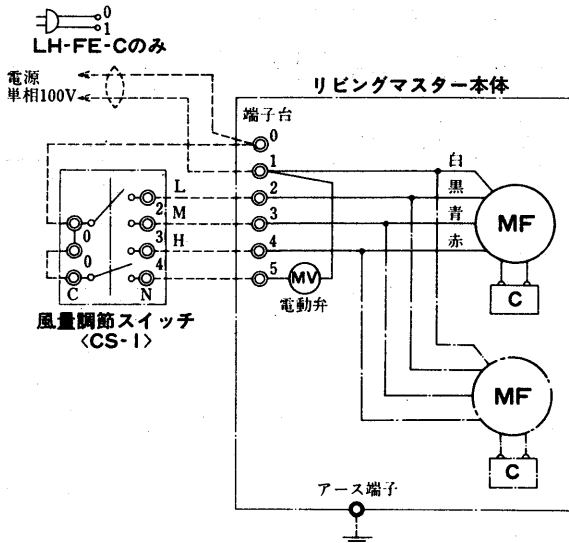 0
1
LH-FE-Cのみ
電源
単相100V
リビングマスター本体
端子台
0
1
2
3
4
5
白
黒
青
赤
MF
C
MV
電動弁
L
M
H
2
3
4
0
0
C
N
風量調節スイッチ
〈CS-1〉
MF
C
アース端子